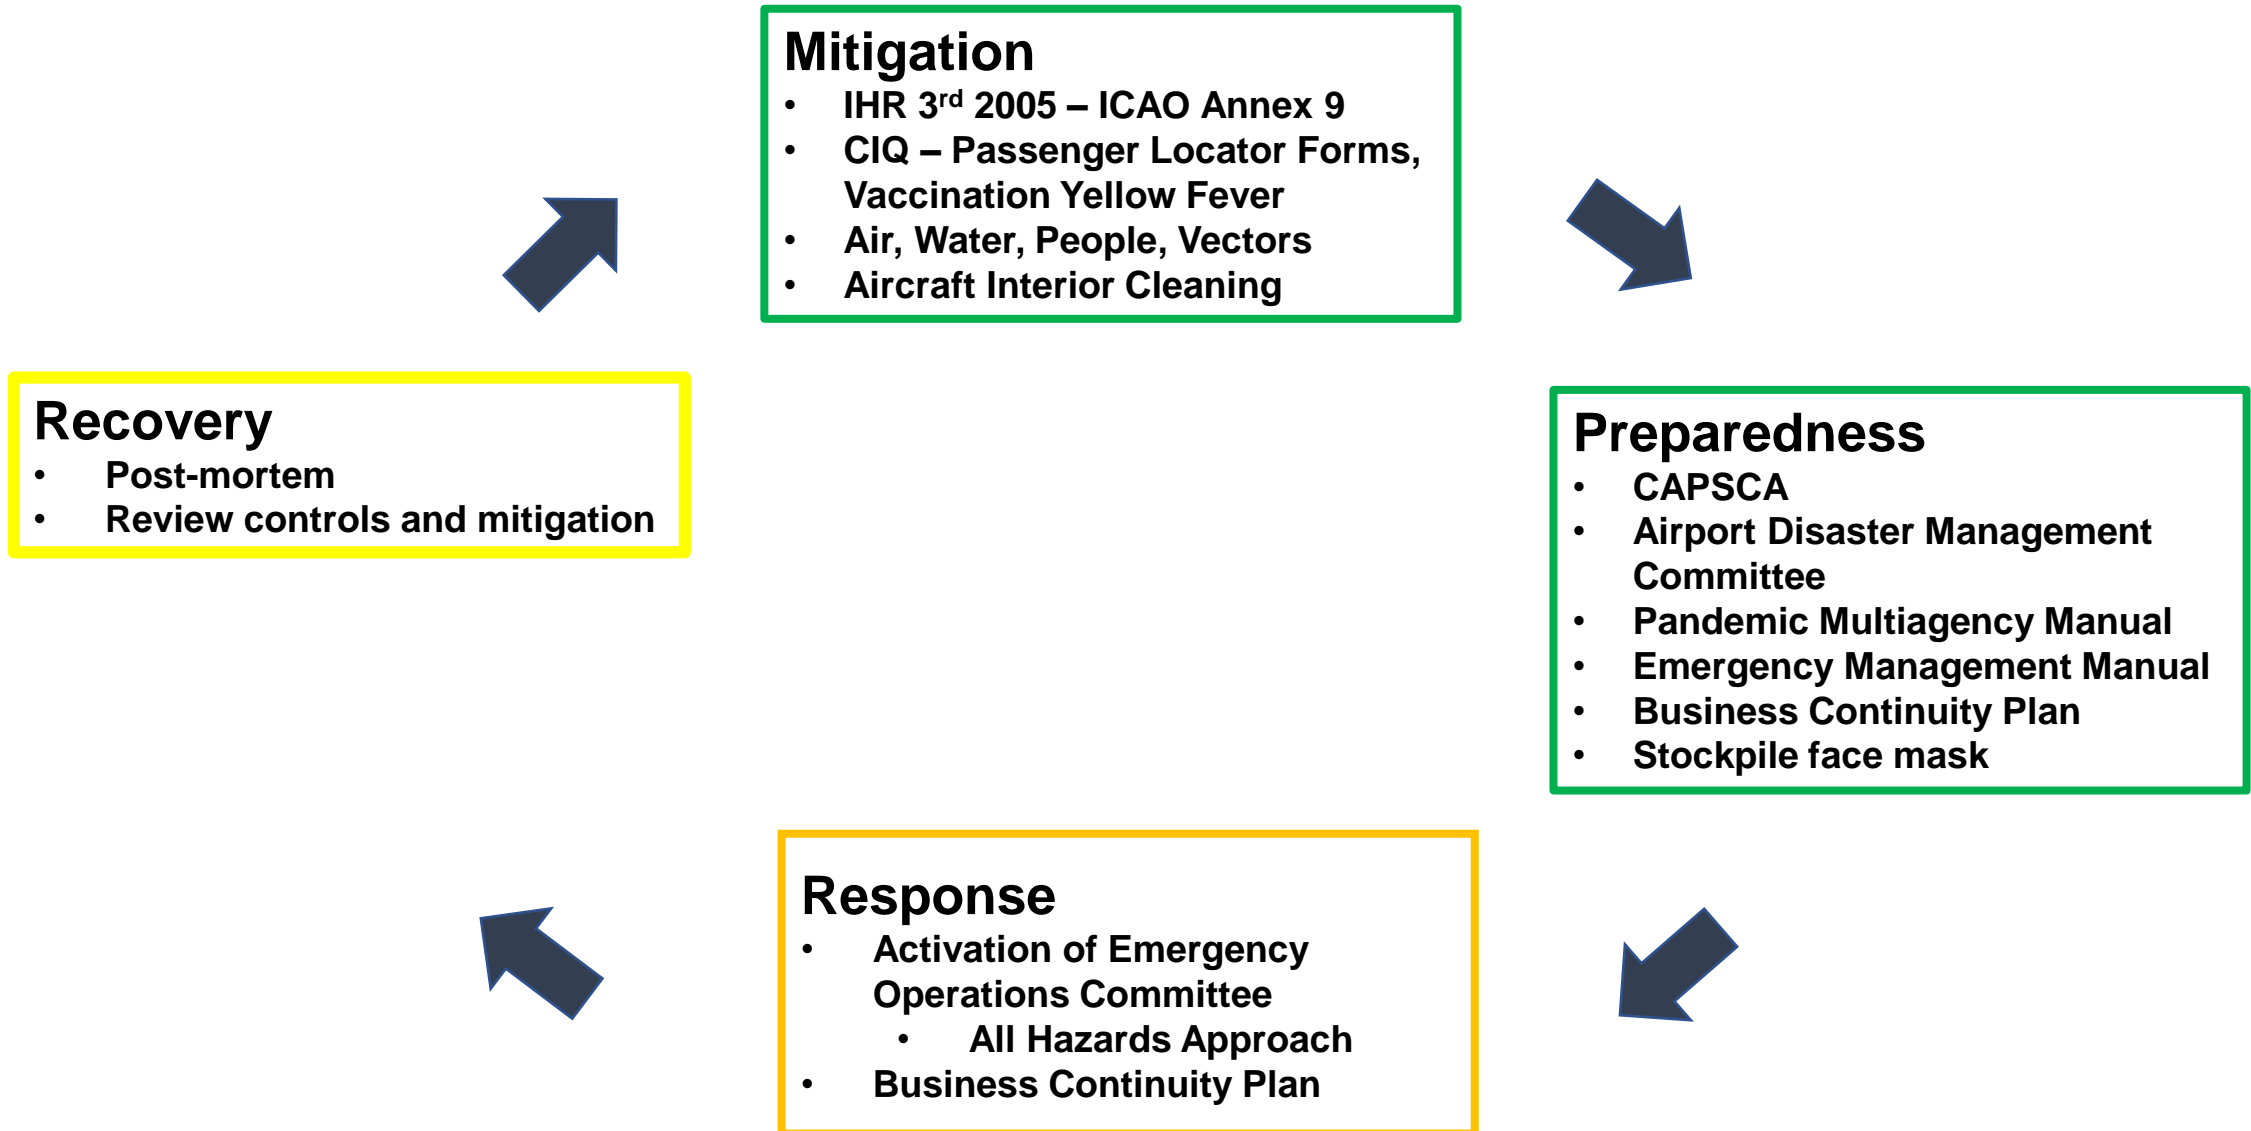 Mitigation
• IHR 3rd 2005 – ICAO Annex 9
• CIQ – Passenger Locator Forms,
Vaccination Yellow Fever
• Air, Water, People, Vectors
• Aircraft Interior Cleaning
Recovery
• Post-mortem
• Review controls and mitigation
Preparedness
• CAPSCA
• Airport Disaster Management
Committee
• Pandemic Multiagency Manual
• Emergency Management Manual
• Business Continuity Plan
• Stockpile face mask
Response
• Activation of Emergency
Operations Committee
• All Hazards Approach
• Business Continuity Plan